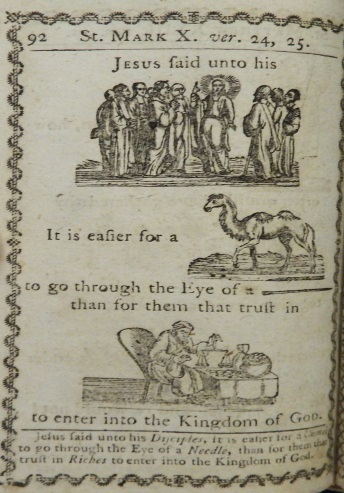 92 St. MARK X. ver. 24, 25.
JESUS ſaid unto his
It is eaſier for a
to go through the Eye of a
than for them that truſt in
to enter into the Kingdom of GOD.
Jeſus ſaid unto his Diſciples, It is eaſier for a Camel
to go through the Eye of a Needle, than for them that
truſt in Riches to enter into the Kingdom of God.